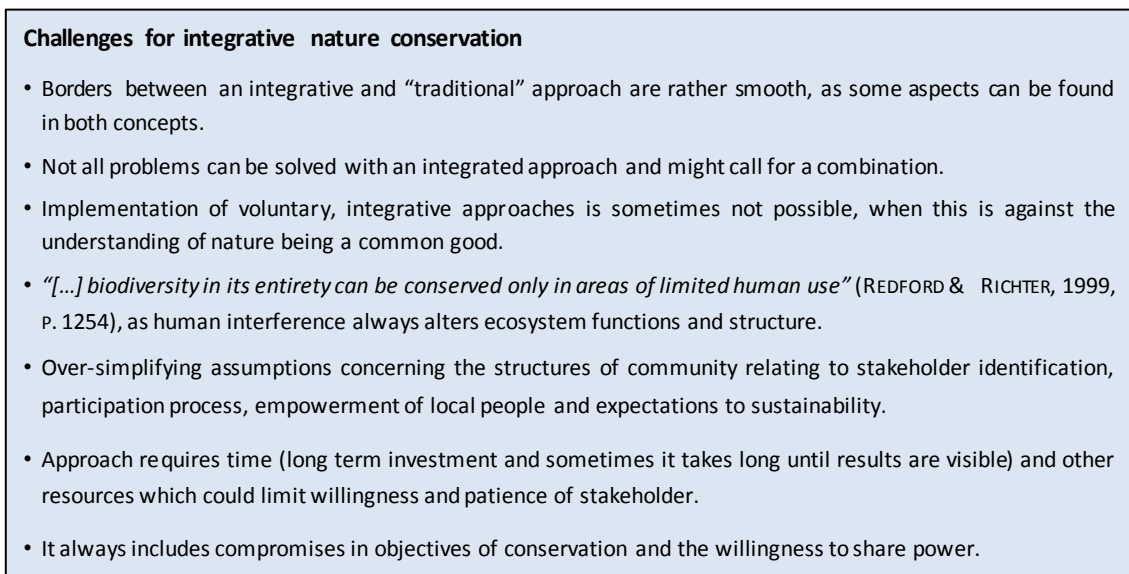 Challenges for integrative nature conservation
• Borders between an integrative and “traditional” approach are rather smooth, as some aspects can be found
in both concepts.
• Not all problems can be solved with an integrated approach and might call for a combination.
• Implementation of voluntary, integrative approaches is sometimes not possible, when this is against the
understanding of nature being a common good.
• “[…] biodiversity in its entirety can be conserved only in areas of limited human use” (REDFORD & RICHTER, 1999,
P. 1254), as human interference always alters ecosystem functions and structure.
• Over-simplifying assumptions concerning the structures of community relating to stakeholder identification,
participation process, empowerment of local people and expectations to sustainability.
• Approach requires time (long term investment and sometimes it takes long until results are visible) and other
resources which could limit willingness and patience of stakeholder.
• It always includes compromises in objectives of conservation and the willingness to share power.